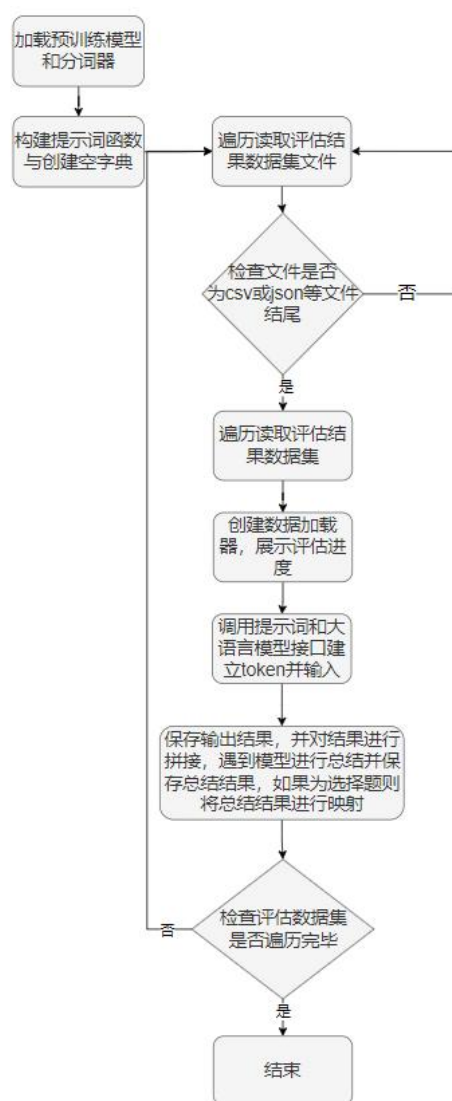 加载预训练模型
和分词器
构建提示词函数
与创建空字典
遍历读取评估结
果数据集文件
检查文件是否
为csv或json等文件
结尾
否
是
遍历读取评估结
果数据集
创建数据加载
器，展示评估进
度
调用提示词和大
语言模型接口建
立token并输入
保存输出结果，并对结果进行
拼接，遇到模型进行总结并保
存总结结果，如果为选择题则
将总结结果进行映射
检查评估数据集
是否遍历完毕
否
是
结束